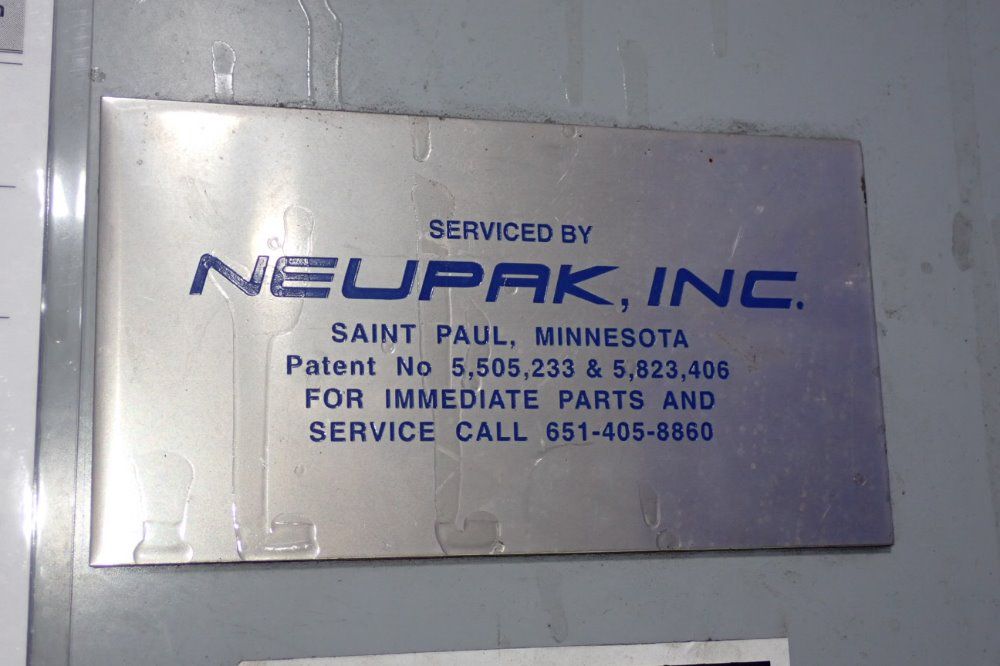 SERVICED BY
NEUPAK, INC.
SAINT PAUL, MINNESOTA
Patent No 5,505,233 & 5,823,406
FOR IMMEDIATE PARTS AND
SERVICE CALL 651-405-8860